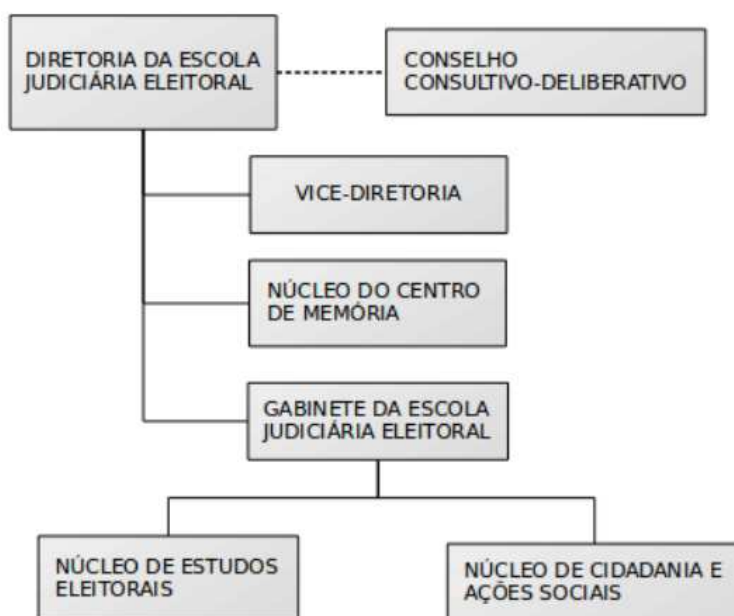 DIRETORIA DA ESCOLA
JUDICIÁRIA ELEITORAL
CONSELHO
CONSULTIVO-DELIBERATIVO
VICE-DIRETORIA
NÚCLEO DO CENTRO
DE MEMÓRIA
GABINETE DA ESCOLA
JUDICIÁRIA ELEITORAL
NÚCLEO DE ESTUDOS
ELEITORAIS
NÚCLEO DE CIDADANIA E
AÇÕES SOCIAIS